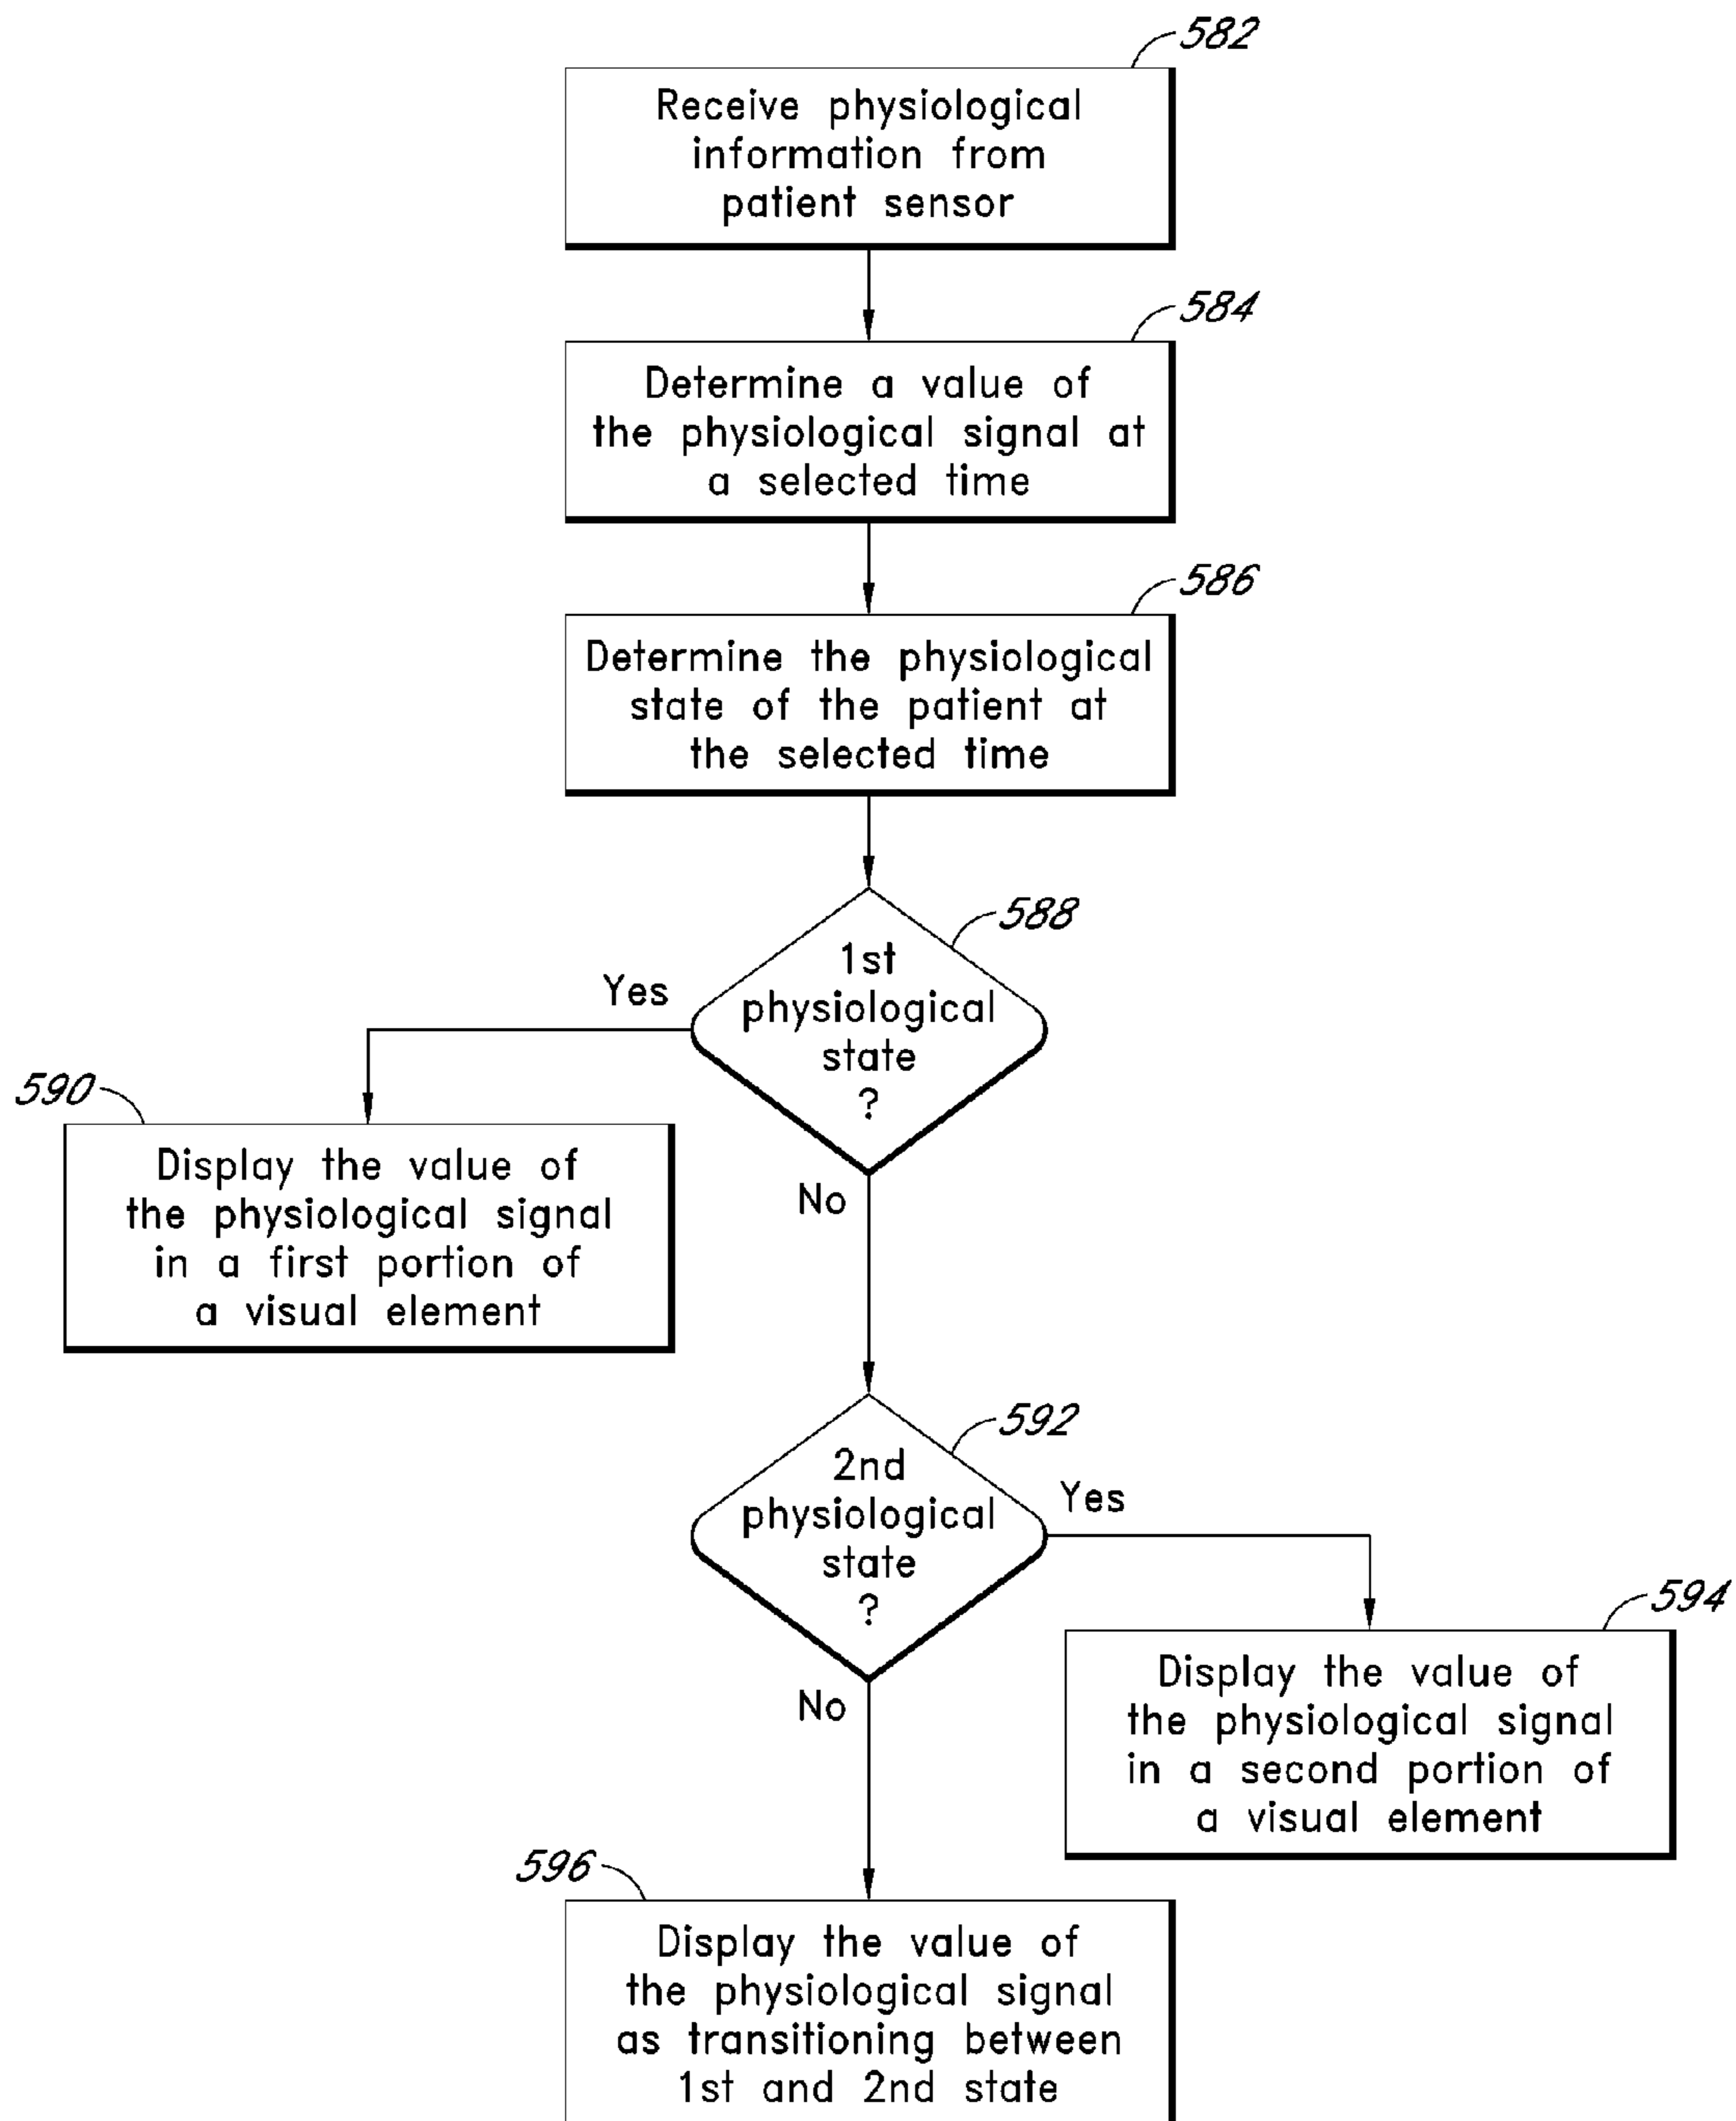 582
Receive physiological
information from
patient sensor
584
Determine a value of
the physiological signal at
a selected time
586
Determine the physiological
state of the patient at
the selected time
588
1st
physiological
state
?
Yes
No
590
Display the value of
the physiological signal
in a first portion of
a visual element
592
2nd
physiological
state
?
Yes
No
594
Display the value of
the physiological signal
in a second portion of
a visual element
596
Display the value of
the physiological signal
as transitioning between
1st and 2nd state